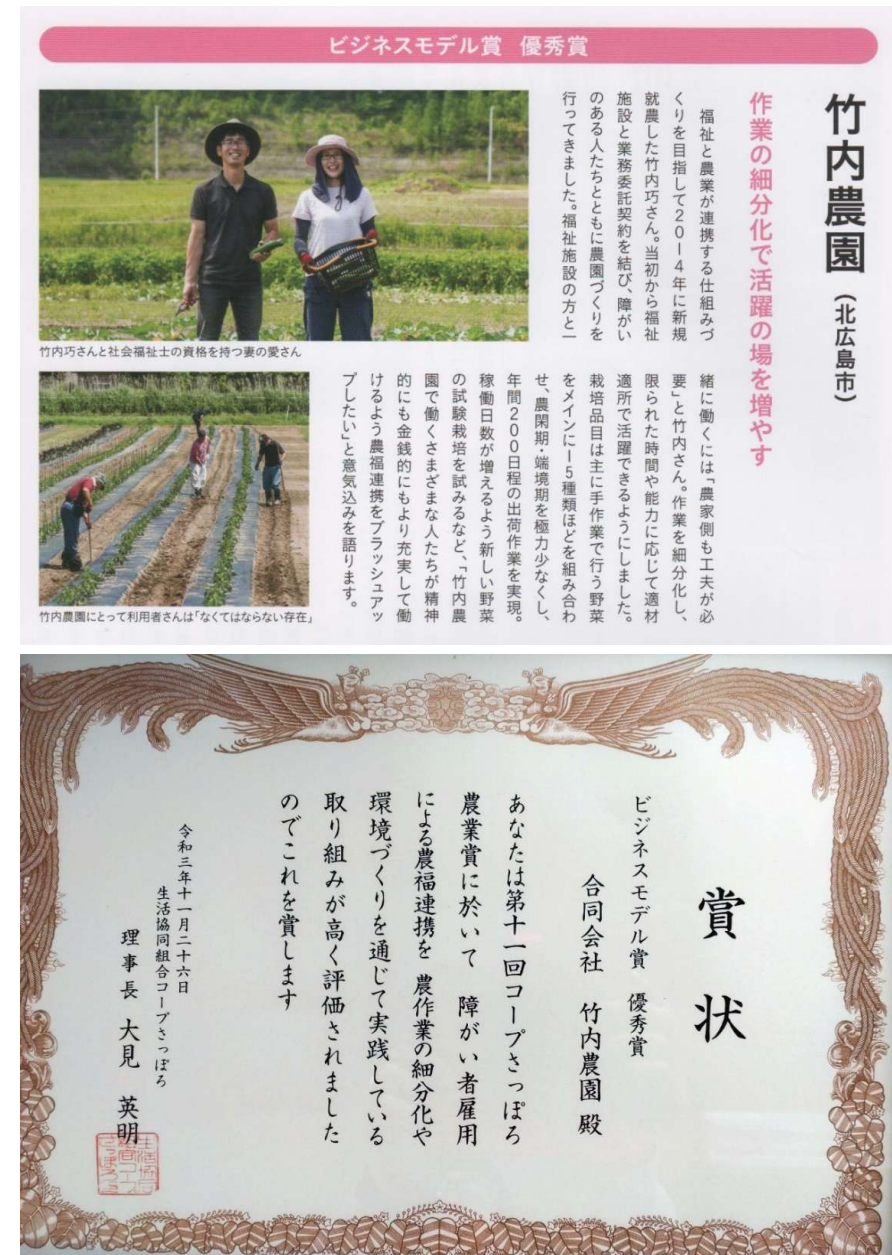 ビジネスモデル賞 優秀賞
竹内農園（北広島市）
作業の細分化で活躍の場を増やす
福祉と農業が連携する仕組みづ
くりを目指して2014年に新規
就農した竹内巧さん。当初から福祉
施設と業務委託契約を結び、障がい
のある人たちとともに農園づくりを
行ってきました。福祉施設の方と一
緒に働くには「農家側も工夫が必
要」と竹内さん。作業を細分化し、
限られた時間や能力に応じて適材
適所で活躍できるようにしました。
栽培品目は主に手作業で行う野菜
をメインに15種類ほどを組み合わ
せ、農閑期・端境期を極力少なくし、
年間200日程の出荷作業を実現。
稼働日数が増えるよう新しい野菜
の試験栽培を試みるなど、「竹内農
園で働くさまざまな人たちが精神
的にも金銭的にもより充実して働
けるよう農福連携をブラッシュアッ
プしたい」と意気込みを語ります。
竹内巧さんと社会福祉士の資格を持つ妻の愛さん
竹内農園にとって利用者さんは「なくてはならない存在」
賞状
ビジネスモデル賞 優秀賞
合同会社 竹内農園 殿
あなたは第十一回コープさっぽろ
農業賞に於いて 障がい者雇用
による農福連携を 農作業の細分化や
環境づくりを通じて実践している
取り組みが高く評価されました
のでこれを賞します
令和三年十一月二十六日
生活協同組合コープさっぽろ
理事長 大見 英明